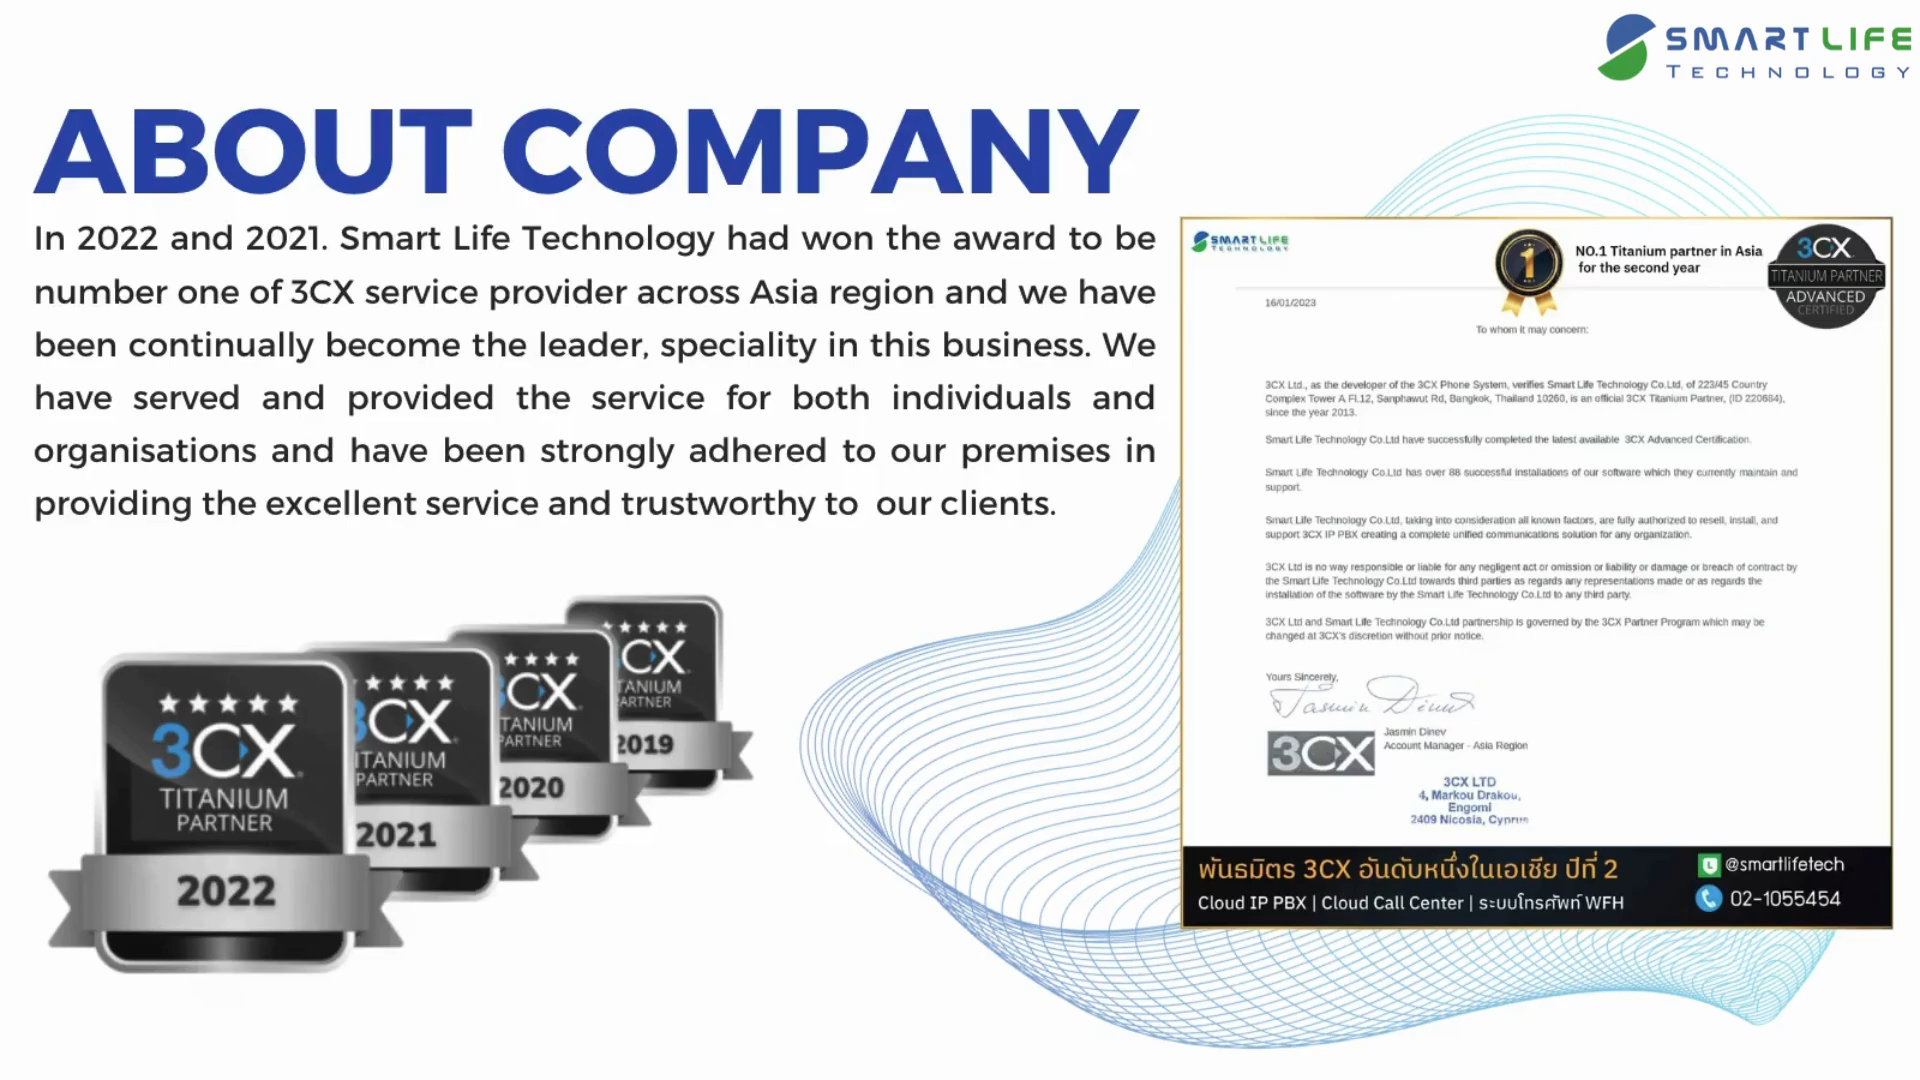 SMART LIFE
TECHNOLOGY
ABOUT COMPANY
In 2022 and 2021. Smart Life Technology had won the award to be
number one of 3CX service provider across Asia region and we have
been continually become the leader, speciality in this business. We
have served and provided the service for both individuals and
organisations and have been strongly adhered to our premises in
providing the excellent service and trustworthy to our clients.
3CX
TITANIUM
PARTNER
2022
3CX
TITANIUM
PARTNER
2021
3CX
TITANIUM
PARTNER
2020
3CX
TITANIUM
PARTNER
2019
SMART LIFE
TECHNOLOGY
1
NO.1 Titanium partner in Asia
for the second year
3CX
TITANIUM PARTNER
ADVANCED
CERTIFIED
16/01/2023
To whom it may concern:
3CX Ltd., as the developer of the 3CX Phone System, verifies Smart Life Technology Co.Ltd, of 223/45 Country
Complex Tower A Fl.12, Sanphawut Rd, Bangkok, Thailand 10260, is an official 3CX Titanium Partner, (ID 220684),
since the year 2013.
Smart Life Technology Co.Ltd have successfully completed the latest available 3CX Advanced Certification.
Smart Life Technology Co.Ltd has over 88 successful installations of our software which they currently maintain and
support.
Smart Life Technology Co.Ltd, taking into consideration all known factors, are fully authorized to resell, install, and
support 3CX IP PBX creating a complete unified communications solution for any organization.
3CX Ltd is no way responsible or liable for any negligent act or omission or liability or damage or breach of contract by
the Smart Life Technology Co.Ltd towards third parties as regards any representations made or as regards the
installation of the software by the Smart Life Technology Co.Ltd to any third party.
3CX Ltd and Smart Life Technology Co.Ltd partnership is governed by the 3CX Partner Program which may be
changed at 3CX's discretion without prior notice.
Yours Sincerely,
Jasmin Dinev
3CX
Jasmin Dinev
Account Manager - Asia Region
3CX LTD
4, Markou Drakou,
Engomi
2409 Nicosia, Cyprus
พันธมิตร 3CX อันดับหนึ่งในเอเชีย ปีที่ 2
Cloud IP PBX | Cloud Call Center | ระบบโทรศัพท์ WFH
@smartlifetech
02-1055454